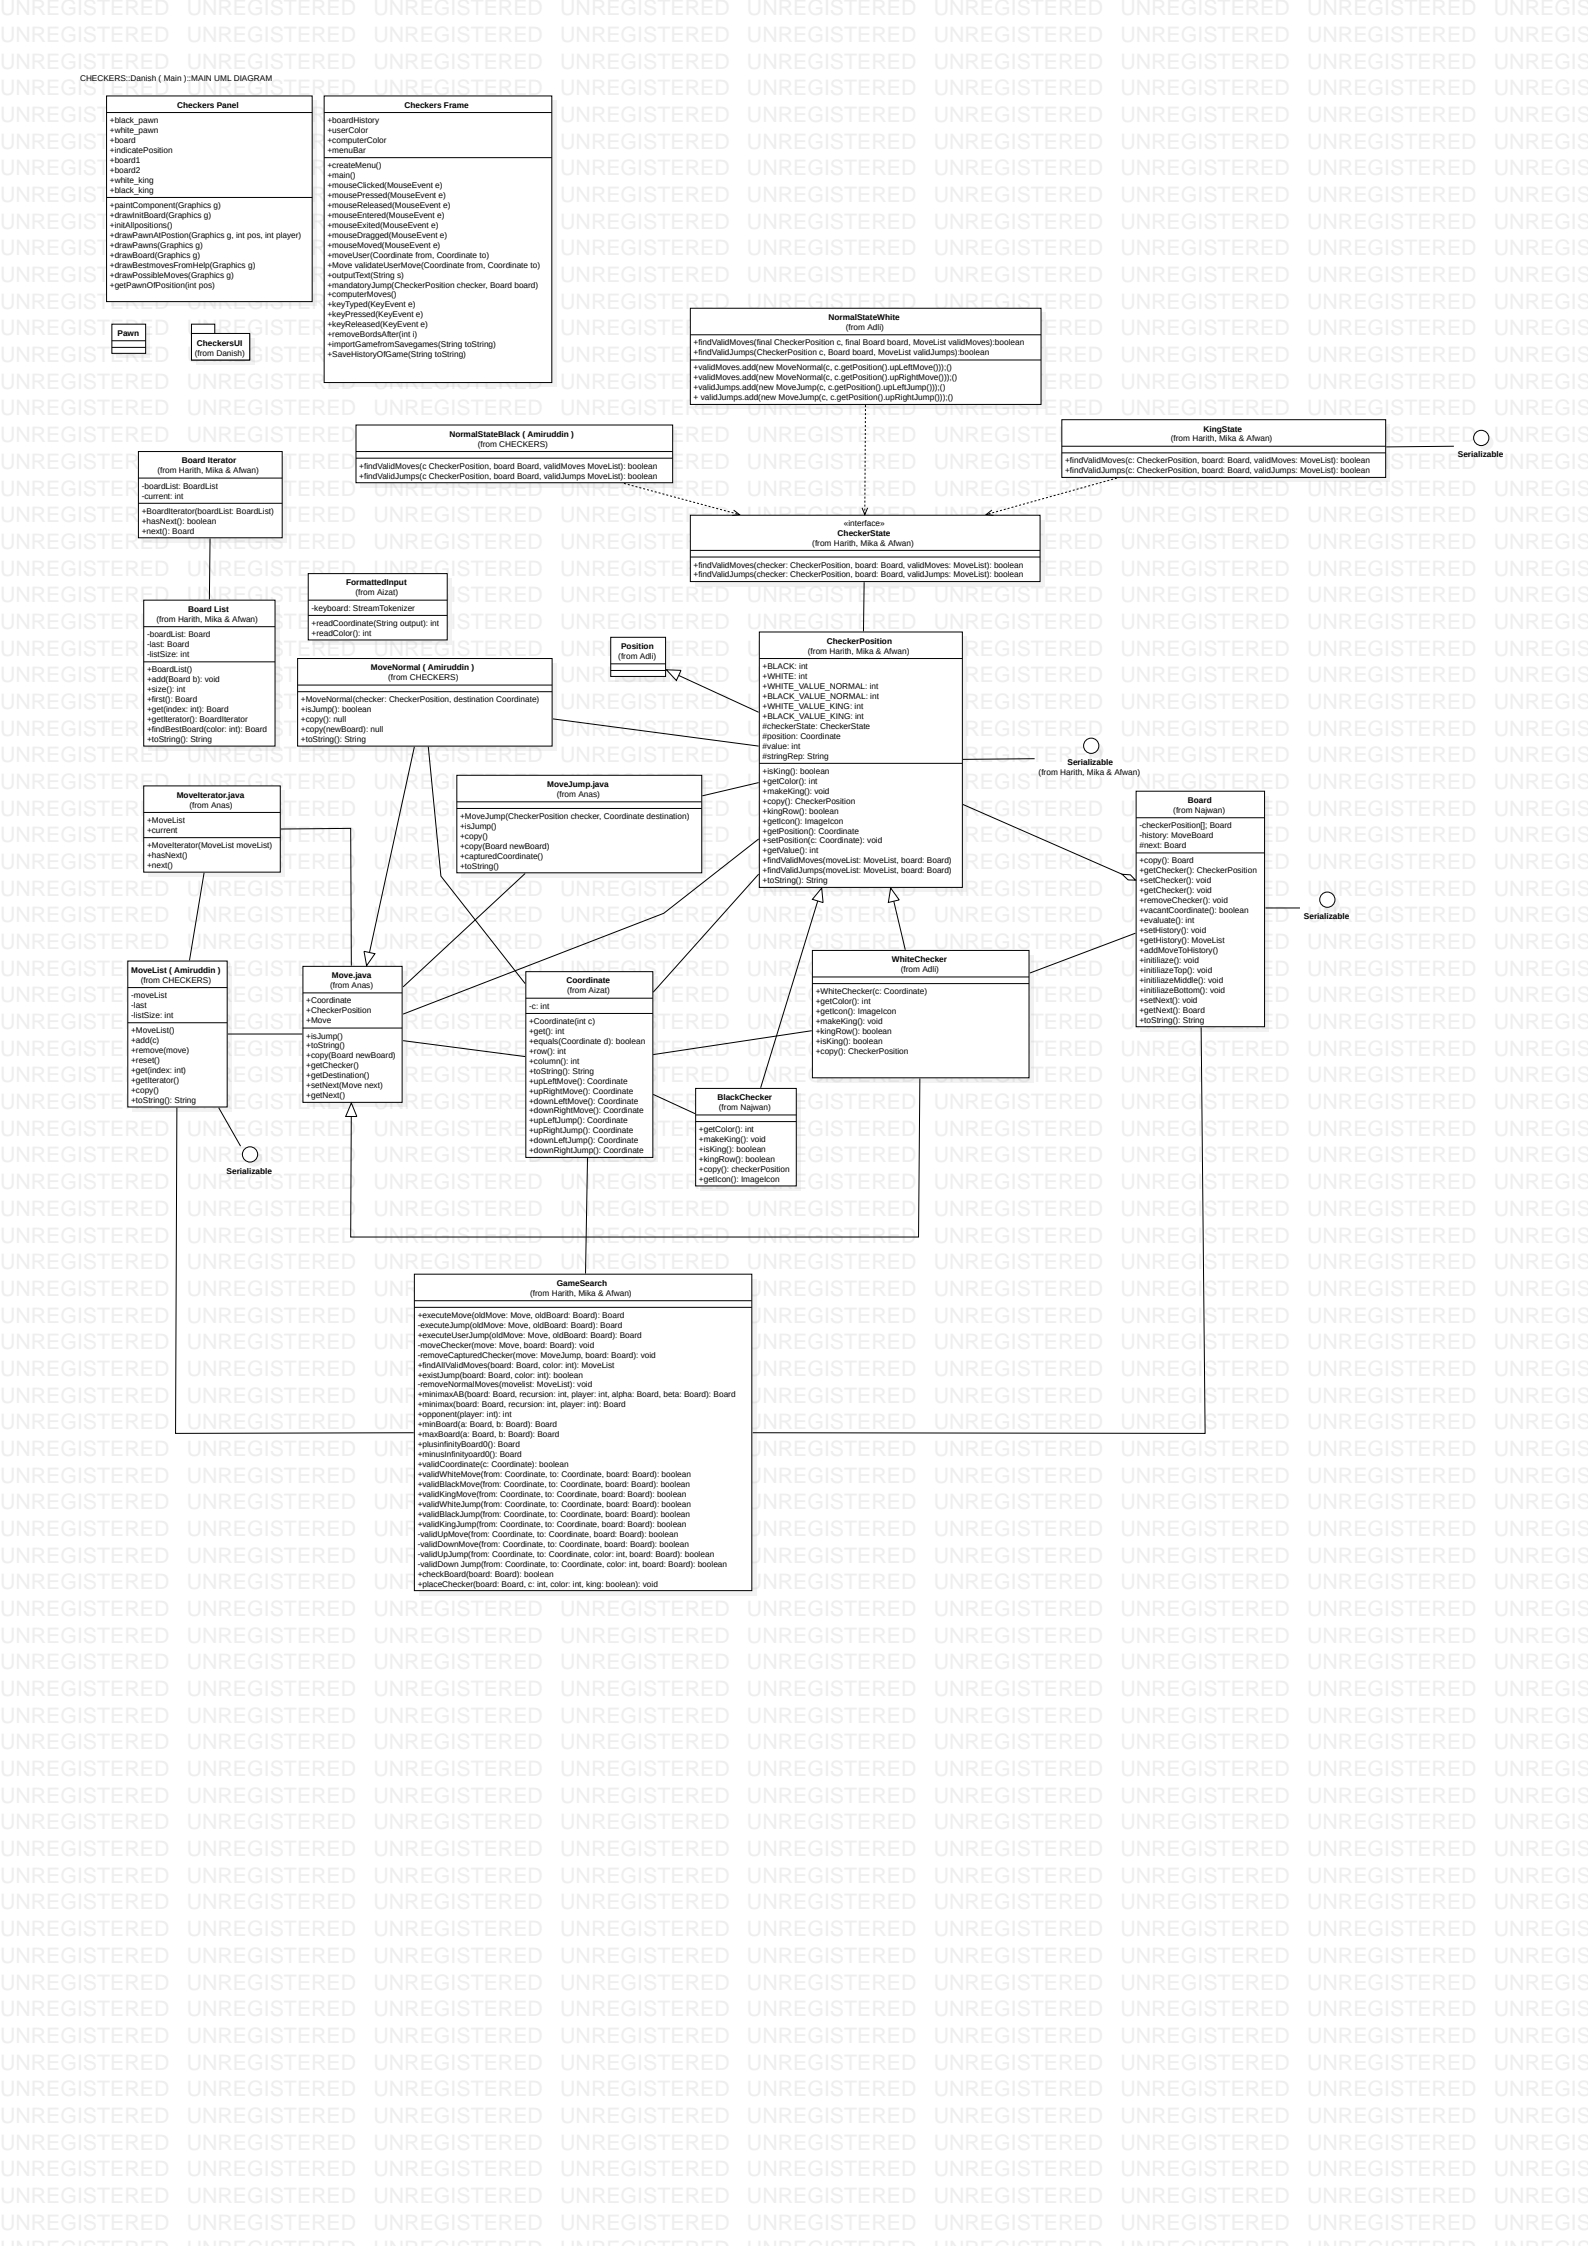 CHECKERS::Danish ( Main )::MAIN UML DIAGRAM
Checkers Panel
+black_pawn
+white_pawn
+board
+indicatePosition
+board1
+board2
+white_king
+black_king
+paintComponent(Graphics g)
+drawInitBoard(Graphics g)
+initAllpositions()
+drawPawnAtPostion(Graphics g, int pos, int player)
+drawPawns(Graphics g)
+drawBoard(Graphics g)
+drawBestmovesFromHelp(Graphics g)
+drawPossibleMoves(Graphics g)
+getPawnOfPosition(int pos)
Checkers Frame
+boardHistory
+userColor
+computerColor
+menuBar
+createMenu()
+main()
+mouseClicked(MouseEvent e)
+mousePressed(MouseEvent e)
+mouseReleased(MouseEvent e)
+mouseEntered(MouseEvent e)
+mouseExited(MouseEvent e)
+mouseDragged(MouseEvent e)
+mouseMoved(MouseEvent e)
+moveUser(Coordinate from, Coordinate to)
+Move validateUserMove(Coordinate from, Coordinate to)
+outputText(String s)
+mandatoryJump(CheckerPosition checker, Board board)
+computerMoves()
+keyTyped(KeyEvent e)
+keyPressed(KeyEvent e)
+keyReleased(KeyEvent e)
+removeBordsAfter(int i)
+importGamefromSavegames(String toString)
+SaveHistoryOfGame(String toString)
Pawn
CheckersUI
(from Danish)
NormalStateWhite
(from Adli)
+findValidMoves(final CheckerPosition c, final Board board, MoveList validMoves):boolean
+findValidJumps(CheckerPosition c, Board board, MoveList validJumps):boolean
+validMoves.add(new MoveNormal(c, c.getPosition().upLeftMove()));()
+validMoves.add(new MoveNormal(c, c.getPosition().upRightMove()));()
+validJumps.add(new MoveJump(c, c.getPosition().upLeftJump()));()
+ validJumps.add(new MoveJump(c, c.getPosition().upRightJump()));()
NormalStateBlack ( Amiruddin )
(from CHECKERS)
+findValidMoves(c CheckerPosition, board Board, validMoves MoveList): boolean
+findValidJumps(c CheckerPosition, board Board, validJumps MoveList): boolean
KingState
(from Harith, Mika & Afwan)
+findValidMoves(c: CheckerPosition, board: Board, validMoves: MoveList): boolean
+findValidJumps(c: CheckerPosition, board: Board, validJumps: MoveList): boolean
Serializable
Board Iterator
(from Harith, Mika & Afwan)
-boardList: BoardList
-current: int
+BoardIterator(boardList: BoardList)
+hasNext(): boolean
+next(): Board
«interface»
CheckerState
(from Harith, Mika & Afwan)
+findValidMoves(checker: CheckerPosition, board: Board, validMoves: MoveList): boolean
+findValidJumps(checker: CheckerPosition, board: Board, validJumps: MoveList): boolean
FormattedInput
(from Aizat)
-keyboard: StreamTokenizer
+readCoordinate(String output): int
+readColor(): int
Board List
(from Harith, Mika & Afwan)
-boardList: Board
-last: Board
-listSize: int
+BoardList()
+add(Board b): void
+size(): int
+first(): Board
+get(index: int): Board
+getIterator(): BoardIterator
+findBestBoard(color: int): Board
+toString(): String
Position
(from Adli)
MoveNormal ( Amiruddin )
(from CHECKERS)
+MoveNormal(checker: CheckerPosition, destination Coordinate)
+isJump(): boolean
+copy(): null
+copy(newBoard): null
+toString(): String
CheckerPosition
(from Harith, Mika & Afwan)
+BLACK: int
+WHITE: int
+WHITE_VALUE_NORMAL: int
+BLACK_VALUE_NORMAL: int
+WHITE_VALUE_KING: int
+BLACK_VALUE_KING: int
#checkerState: CheckerState
#position: Coordinate
#value: int
#stringRep: String
+isKing(): boolean
+getColor(): int
+makeKing(): void
+copy(): CheckerPosition
+kingRow(): boolean
+getIcon(): ImageIcon
+getPosition(): Coordinate
+setPosition(c: Coordinate): void
+getValue(): int
+findValidMoves(moveList: MoveList, board: Board)
+findValidJumps(moveList: MoveList, board: Board)
+toString(): String
Serializable
(from Harith, Mika & Afwan)
MoveJump.java
(from Anas)
+MoveJump(CheckerPosition checker, Coordinate destination)
+isJump()
+copy()
+copy(Board newBoard)
+capturedCoordinate()
+toString()
MoveIterator.java
(from Anas)
+MoveList
+current
+MoveIterator(MoveList moveList)
+hasNext()
+next()
Board
(from Najwan)
-checkerPosition[]; Board
-history: MoveBoard
#next: Board
+copy(): Board
+getChecker(): CheckerPosition
+setChecker(): void
+getChecker(): void
+removeChecker(): void
+vacantCoordinate(): boolean
+evaluate(): int
+setHistory(): void
+getHistory(): MoveList
+addMoveToHistory()
+initiliaze(): void
+initiliazeTop(): void
+initiliazeMiddle(): void
+initiliazeBottom(): void
+setNext(): void
+getNext(): Board
+toString(): String
Serializable
MoveList ( Amiruddin )
(from CHECKERS)
-moveList
-last
-listSize: int
+MoveList()
+add(c)
+remove(move)
+reset()
+get(index: int)
+getIterator()
+copy()
+toString(): String
Serializable
Move.java
(from Anas)
+Coordinate
+CheckerPosition
+Move
+isJump()
+toString()
+copy(Board newBoard)
+getChecker()
+getDestination()
+setNext(Move next)
+getNext()
Coordinate
(from Aizat)
-c: int
+Coordinate(int c)
+get(): int
+equals(Coordinate d): boolean
+row(): int
+column(): int
+toString(): String
+upLeftMove(): Coordinate
+upRightMove(): Coordinate
+downLeftMove(): Coordinate
+downRightMove(): Coordinate
+upLeftJump(): Coordinate
+upRightJump(): Coordinate
+downLeftJump(): Coordinate
+downRightJump(): Coordinate
WhiteChecker
(from Adli)
+WhiteChecker(c: Coordinate)
+getColor(): int
+getIcon(): ImageIcon
+makeKing(): void
+kingRow(): boolean
+isKing(): boolean
+copy(): CheckerPosition
BlackChecker
(from Najwan)
+getColor(): int
+makeKing(): void
+isKing(): boolean
+kingRow(): boolean
+copy(): checkerPosition
+getIcon(): ImageIcon
GameSearch
(from Harith, Mika & Afwan)
+executeMove(oldMove: Move, oldBoard: Board): Board
-executeJump(oldMove: Move, oldBoard: Board): Board
+executeUserJump(oldMove: Move, oldBoard: Board): Board
-moveChecker(move: Move, board: Board): void
-removeCapturedChecker(move: MoveJump, board: Board): void
+findAllValidMoves(board: Board, color: int): MoveList
+existJump(board: Board, color: int): boolean
-removeNormalMoves(movelist: MoveList): void
+minimaxAB(board: Board, recursion: int, player: int, alpha: Board, beta: Board): Board
+minimax(board: Board, recursion: int, player: int): Board
+opponent(player: int): int
+minBoard(a: Board, b: Board): Board
+maxBoard(a: Board, b: Board): Board
+plusinfinityBoard0(): Board
+minusInfinityoard0(): Board
+validCoordinate(c: Coordinate): boolean
+validWhiteMove(from: Coordinate, to: Coordinate, board: Board): boolean
+validBlackMove(from: Coordinate, to: Coordinate, board: Board): boolean
+validKingMove(from: Coordinate, to: Coordinate, board: Board): boolean
+validWhiteJump(from: Coordinate, to: Coordinate, board: Board): boolean
+validBlackJump(from: Coordinate, to: Coordinate, board: Board): boolean
+validKingJump(from: Coordinate, to: Coordinate, board: Board): boolean
-validUpMove(from: Coordinate, to: Coordinate, board: Board): boolean
-validDownMove(from: Coordinate, to: Coordinate, board: Board): boolean
-validUpJump(from: Coordinate, to: Coordinate, color: int, board: Board): boolean
-validDown Jump(from: Coordinate, to: Coordinate, color: int, board: Board): boolean
+checkBoard(board: Board): boolean
+placeChecker(board: Board, c: int, color: int, king: boolean): void
UNREGISTERED